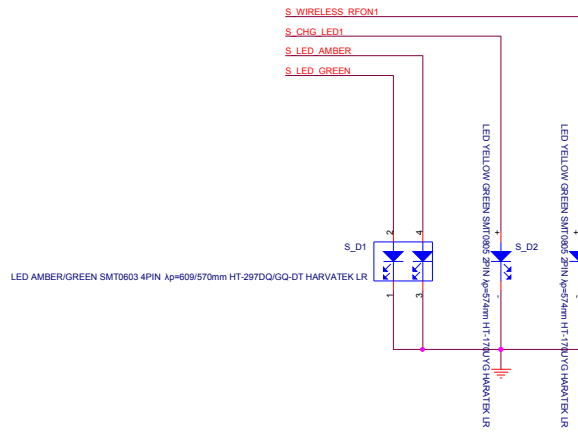 S_WIRELESS_RFON1
S_CHG_LED1
S_LED_AMBER
S_LED_GREEN
2
4
+
+
S_D1
S_D2
LED AMBER/GREEN SMT0603 4PIN λp=609/570mm HT-297DQ/GQ-DT HARVATEK LR
1
3
-
-
LED YELLOW GREEN SMT0805 2PIN λp=574mm HT-170UYG HARATEK LR
LED YELLOW GREEN SMT0805 2PIN λp=574mm HT-170UYG HARATEK LR